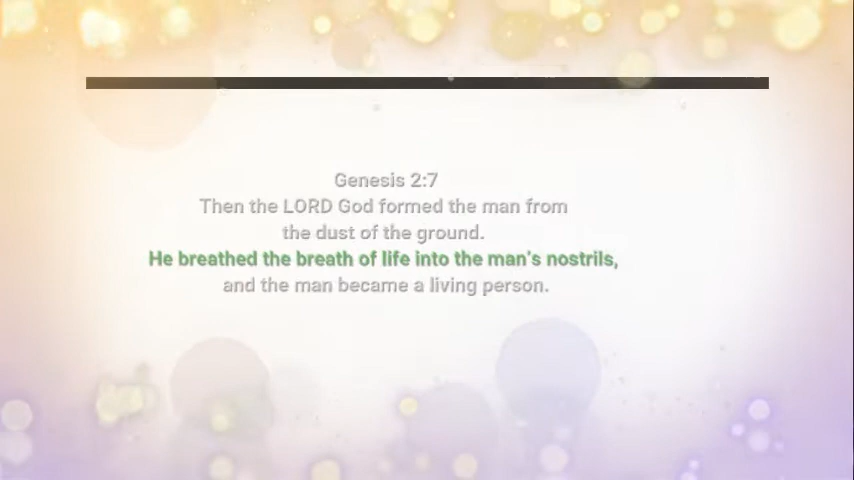 Genesis 2:7
Then the LORD God formed the man from
the dust of the ground.
He breathed the breath of life into the man's nostrils,
and the man became a living person.